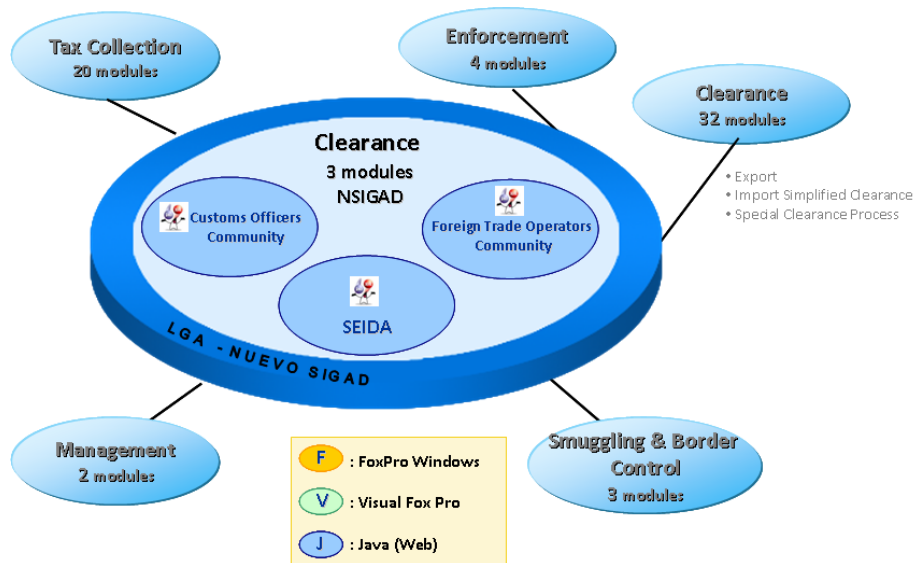 Tax Collection
20 modules
Enforcement
4 modules
Clearance
32 modules
• Export
• Import Simplified Clearance
• Special Clearance Process
Clearance
3 modules
NSIGAD
Customs Officers
Community
Foreign Trade Operators
Community
SEIDA
LGA - NUEVO SIGAD
Management
2 modules
Smuggling & Border
Control
3 modules
F : FoxPro Windows
V : Visual Fox Pro
J : Java (Web)